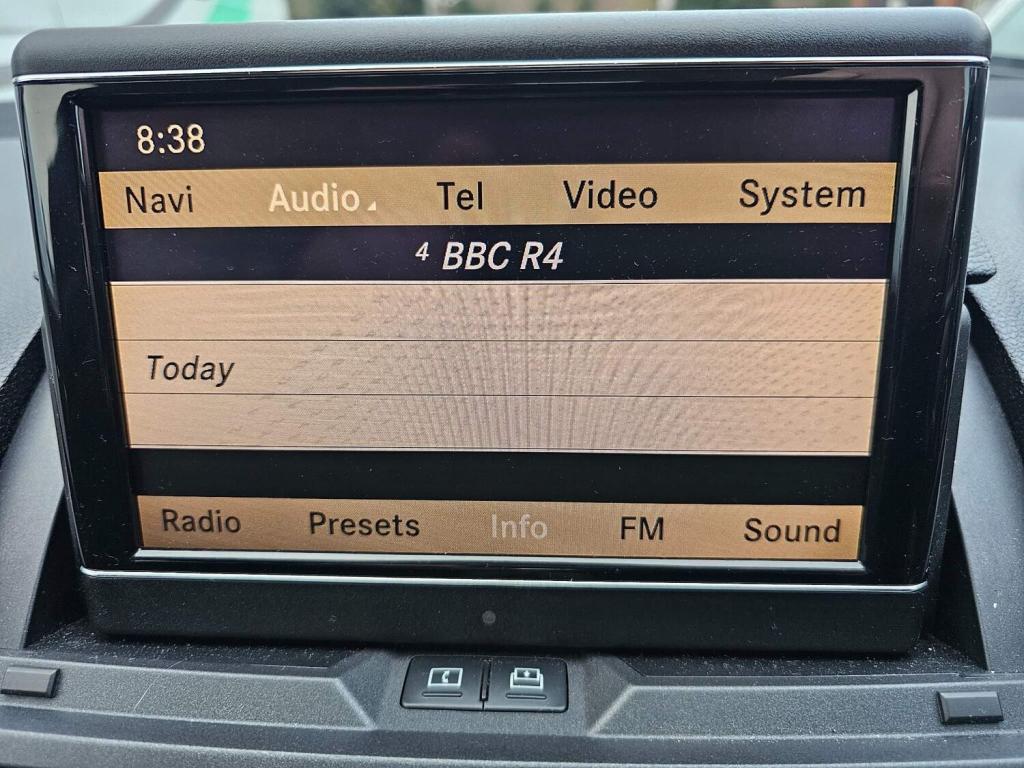 8:38
Navi Audio Tel Video System
4 BBC R4
Today
Radio Presets Info FM Sound